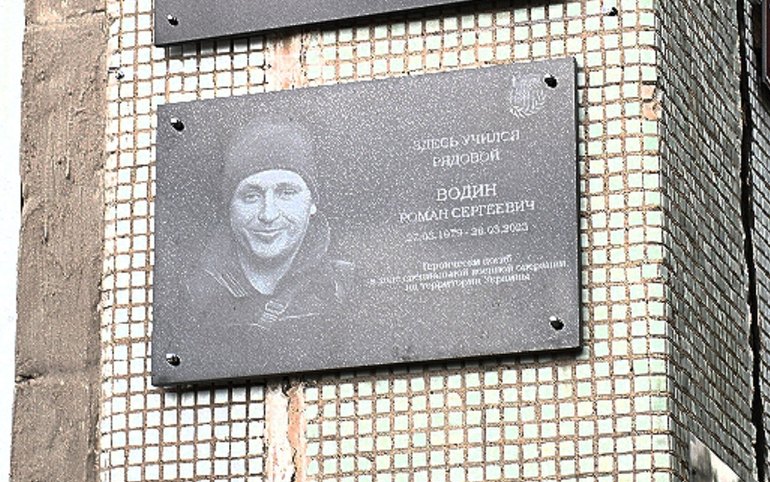 ЗДЕСЬ УЧИЛСЯ
РЯДОВОЙ
ВОДИН
РОМАН СЕРГЕЕВИЧ
22.05.1979 - 26.03.2023
Героически погиб
в ходе специальной военной операции
на территории Украины